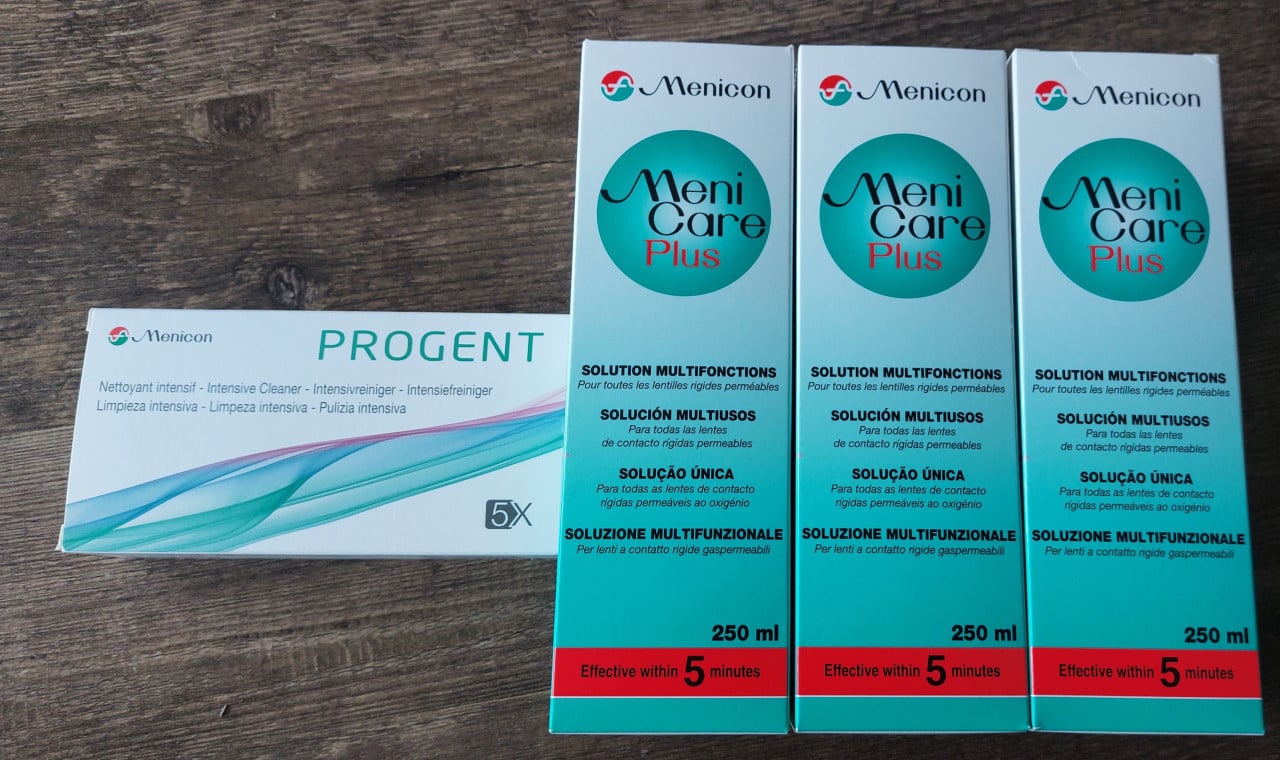 Menicon
PROGENT
Nettoyant intensif - Intensive Cleaner - Intensivreiniger - Intensiefreiniger
Limpieza intensiva - Limpeza intensiva - Pulizia intensiva
5X
Menicon
Meni
Care
Plus
SOLUTION MULTIFONCTIONS
Pour toutes les lentilles rigides perméables
SOLUCIÓN MULTIUSOS
Para todas las lentes
de contacto rígidas permeables
SOLUÇÃO ÚNICA
Para todas as lentes de contacto
rígidas permeáveis ao oxigénio
SOLUZIONE MULTIFUNZIONALE
Per lenti a contatto rigide gaspermeabili
250 ml
Effective within 5 minutes
Menicon
Meni
Care
Plus
SOLUTION MULTIFONCTIONS
Pour toutes les lentilles rigides perméables
SOLUCIÓN MULTIUSOS
Para todas las lentes
de contacto rígidas permeables
SOLUÇÃO ÚNICA
Para todas as lentes de contacto
rígidas permeáveis ao oxigénio
SOLUZIONE MULTIFUNZIONALE
Per lenti a contatto rigide gaspermeabili
250 ml
Effective within 5 minutes
Menicon
Meni
Care
Plus
SOLUTION MULTIFONCTIONS
Pour toutes les lentilles rigides perméables
SOLUCIÓN MULTIUSOS
Para todas las lentes
de contacto rígidas permeables
SOLUÇÃO ÚNICA
Para todas as lentes de contacto
rígidas permeáveis ao oxigénio
SOLUZIONE MULTIFUNZIONALE
Per lenti a contatto rigide gaspermeabili
250 ml
Effective within 5 minutes